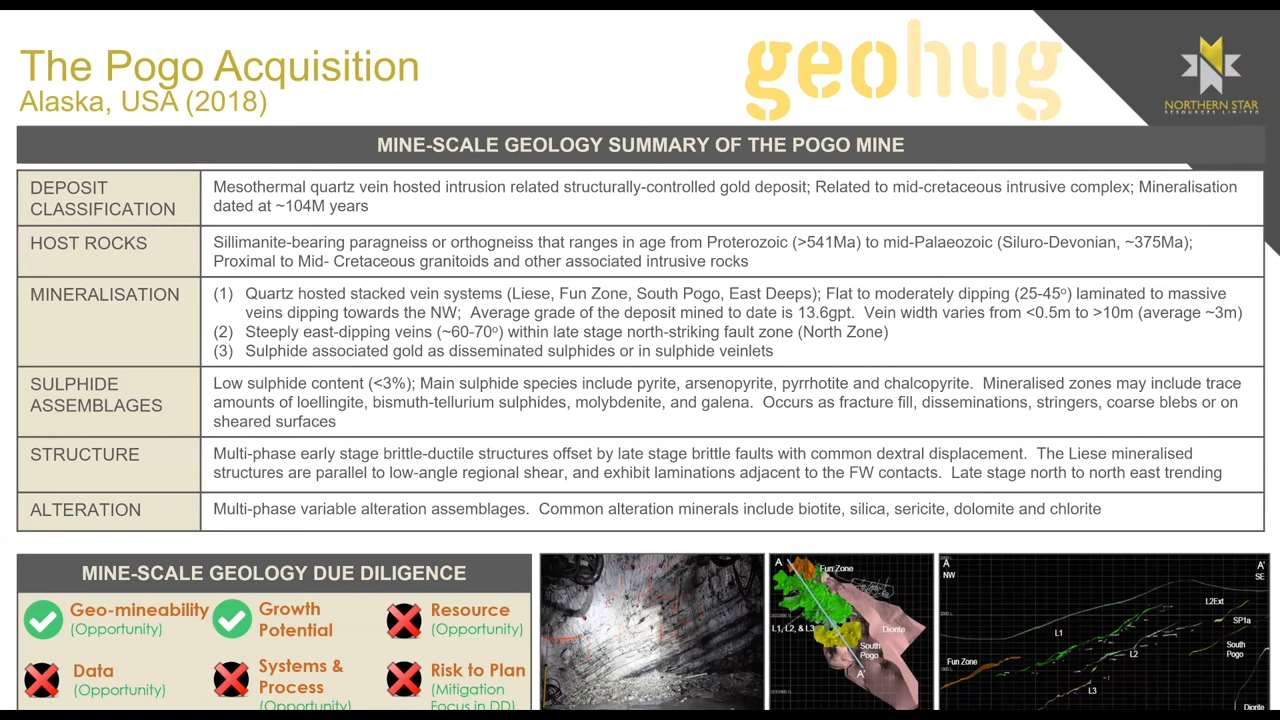 The Pogo Acquisition
Alaska, USA (2018)
geohug
NORTHERN STAR
RESOURCES LIMITED
MINE-SCALE GEOLOGY SUMMARY OF THE POGO MINE
DEPOSIT
CLASSIFICATION
Mesothermal quartz vein hosted intrusion related structurally-controlled gold deposit; Related to mid-cretaceous intrusive complex; Mineralisation
dated at ~104M years
HOST ROCKS
Sillimanite-bearing paragneiss or orthogneiss that ranges in age from Proterozoic (>541Ma) to mid-Palaeozoic (Siluro-Devonian, ~375Ma);
Proximal to Mid- Cretaceous granitoids and other associated intrusive rocks
MINERALISATION
(1) Quartz hosted stacked vein systems (Liese, Fun Zone, South Pogo, East Deeps); Flat to moderately dipping (25-45º) laminated to massive
veins dipping towards the NW; Average grade of the deposit mined to date is 13.6gpt. Vein width varies from <0.5m to >10m (average ~3m)
(2) Steeply east-dipping veins (~60-70º) within late stage north-striking fault zone (North Zone)
(3) Sulphide associated gold as disseminated sulphides or in sulphide veinlets
SULPHIDE
ASSEMBLAGES
Low sulphide content (<3%); Main sulphide species include pyrite, arsenopyrite, pyrrhotite and chalcopyrite. Mineralised zones may include trace
amounts of loellingite, bismuth-tellurium sulphides, molybdenite, and galena. Occurs as fracture fill, disseminations, stringers, coarse blebs or on
sheared surfaces
STRUCTURE
Multi-phase early stage brittle-ductile structures offset by late stage brittle faults with common dextral displacement. The Liese mineralised
structures are parallel to low-angle regional shear, and exhibit laminations adjacent to the FW contacts. Late stage north to north east trending
ALTERATION
Multi-phase variable alteration assemblages. Common alteration minerals include biotite, silica, sericite, dolomite and chlorite
MINE-SCALE GEOLOGY DUE DILIGENCE
Geo-mineability
(Opportunity)
Growth
Potential
Resource
(Opportunity)
Data
(Opportunity)
Systems &
Process
(Opportunity)
Risk to Plan
(Mitigation
Focus in DD)
A
Fun Zone
L1, L2, & L3
Diorite
South
Pogo
A'
A
NW
A'
SE
L2Ext
SP1a
L1
L2
South
Pogo
Fun Zone
L3
Diorite